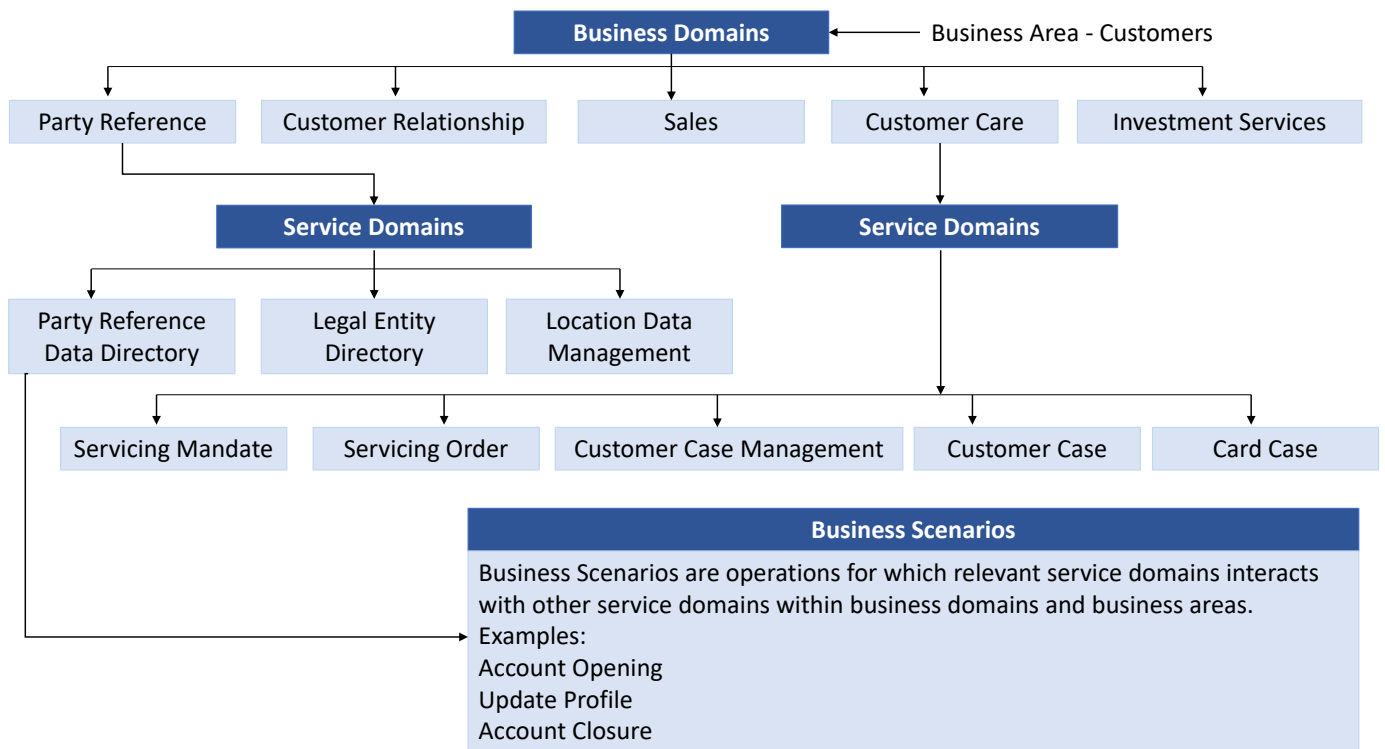 Business Domains
Business Area - Customers
Party Reference
Customer Relationship
Sales
Customer Care
Investment Services
Service Domains
Service Domains
Party Reference
Data Directory
Legal Entity
Directory
Location Data
Management
Servicing Mandate
Servicing Order
Customer Case Management
Customer Case
Card Case
Business Scenarios
Business Scenarios are operations for which relevant service domains interacts
with other service domains within business domains and business areas.
Examples:
Account Opening
Update Profile
Account Closure